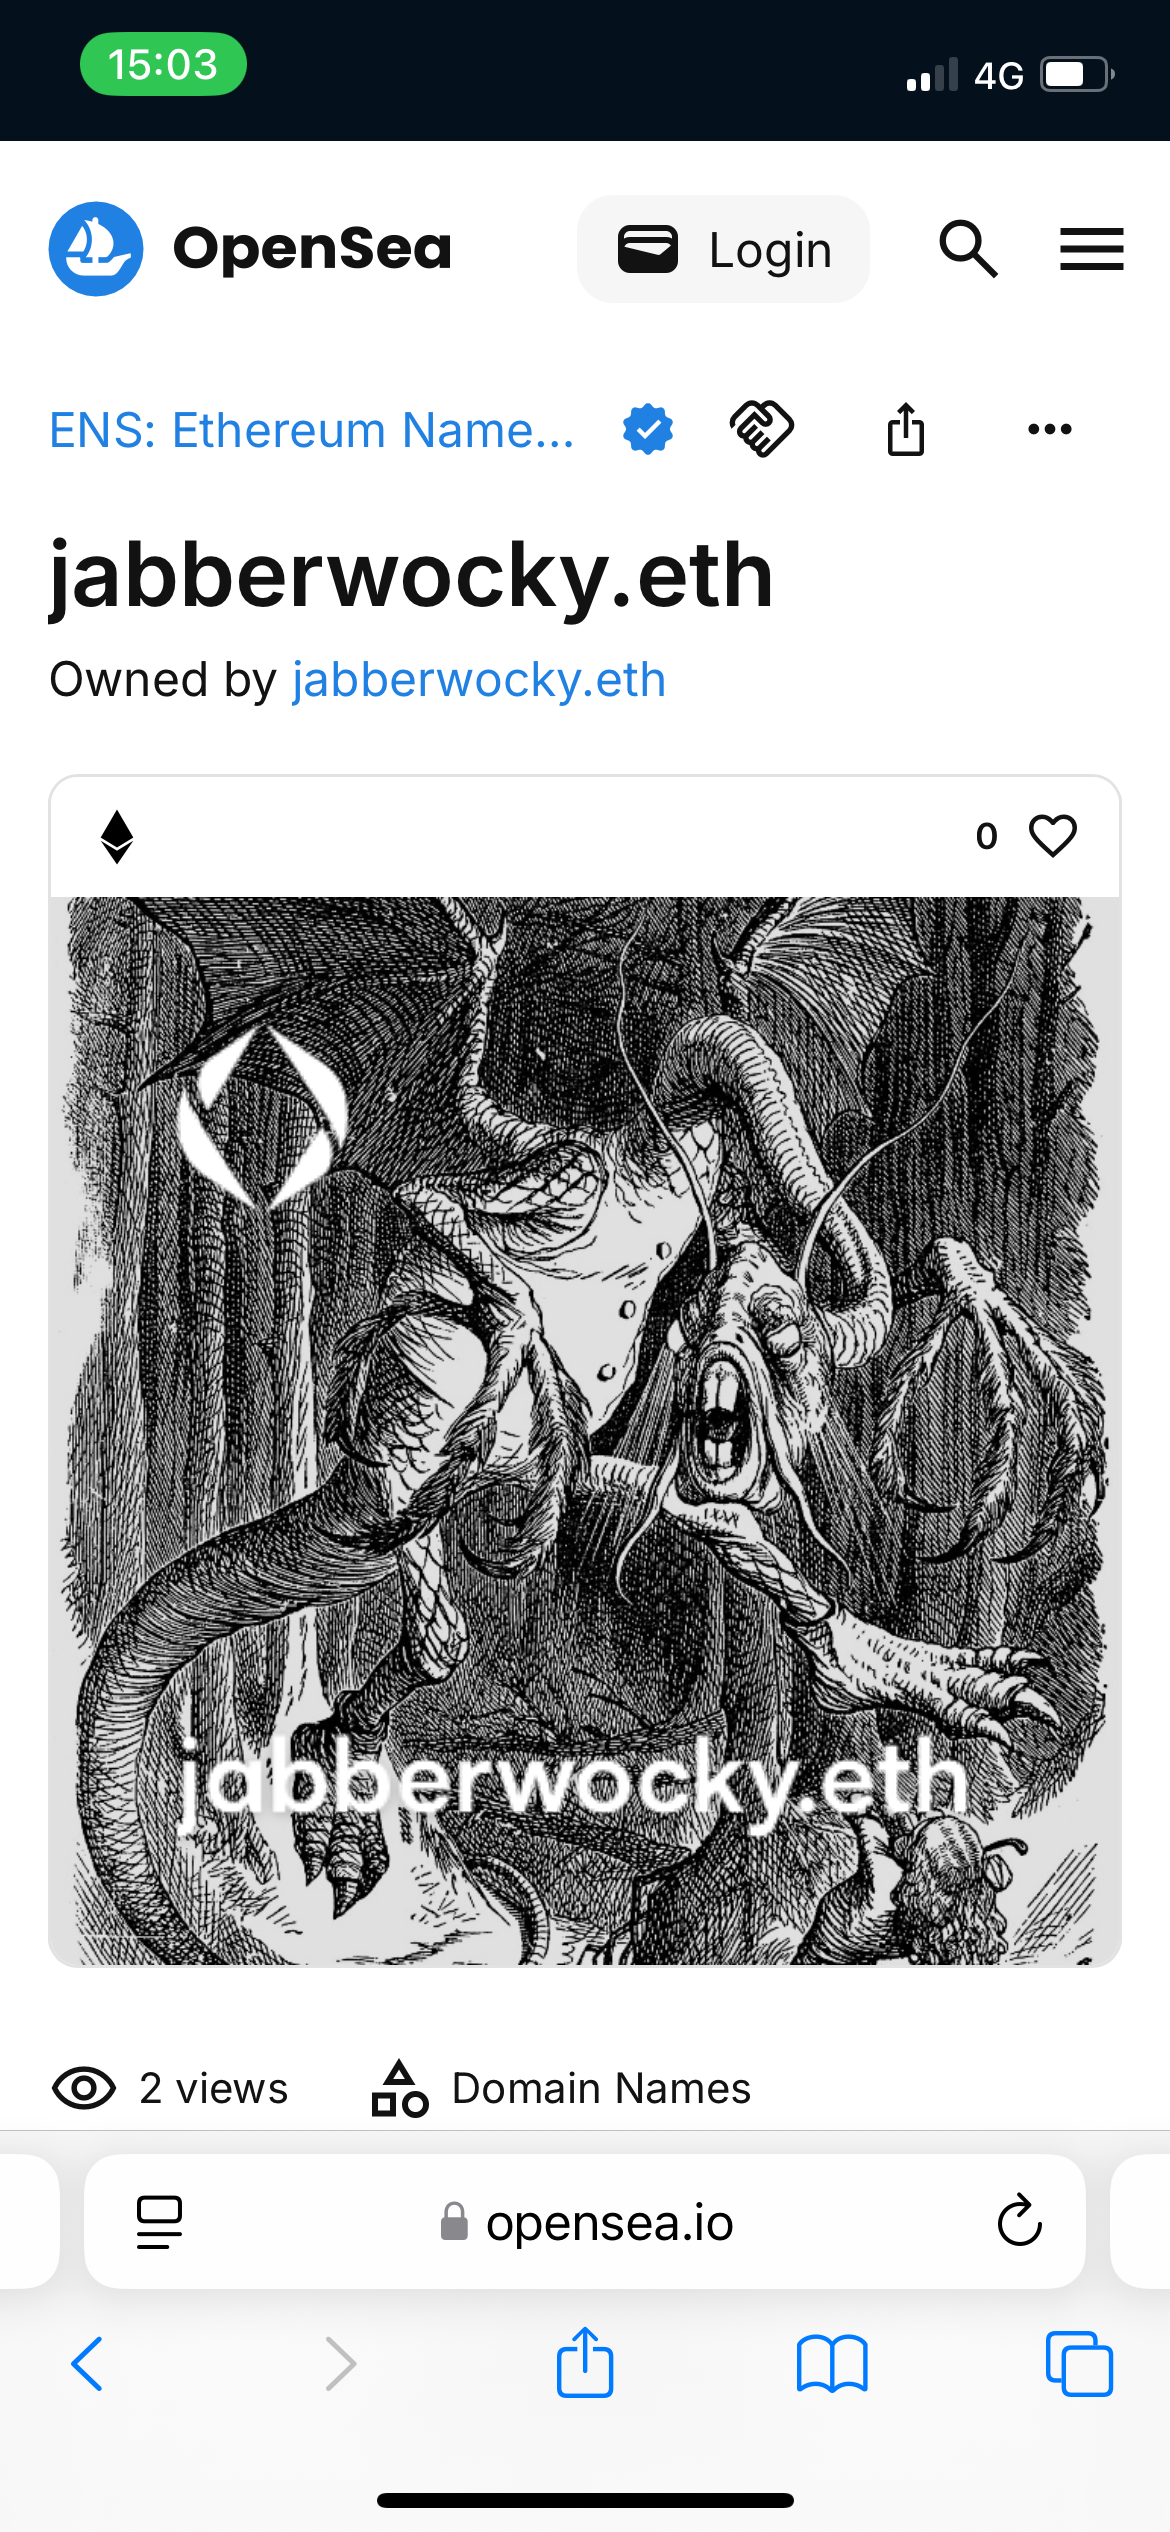 15:03
4G
OpenSea
Login
ENS: Ethereum Name...
jabberwocky.eth
Owned by jabberwocky.eth
0
jabberwocky.eth
2 views
Domain Names
opensea.io